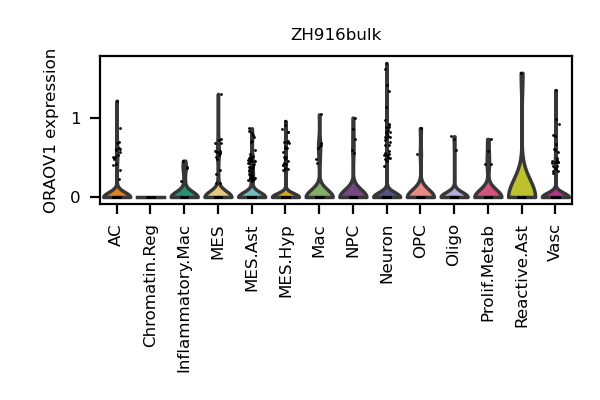 ZH916bulk
ORAOV1 expression
1
0
AC
Chromatin.Reg
Inflammatory.Mac
MES
MES.Ast
MES.Hyp
Mac
NPC
Neuron
OPC
Oligo
Prolif.Metab
Reactive.Ast
Vasc